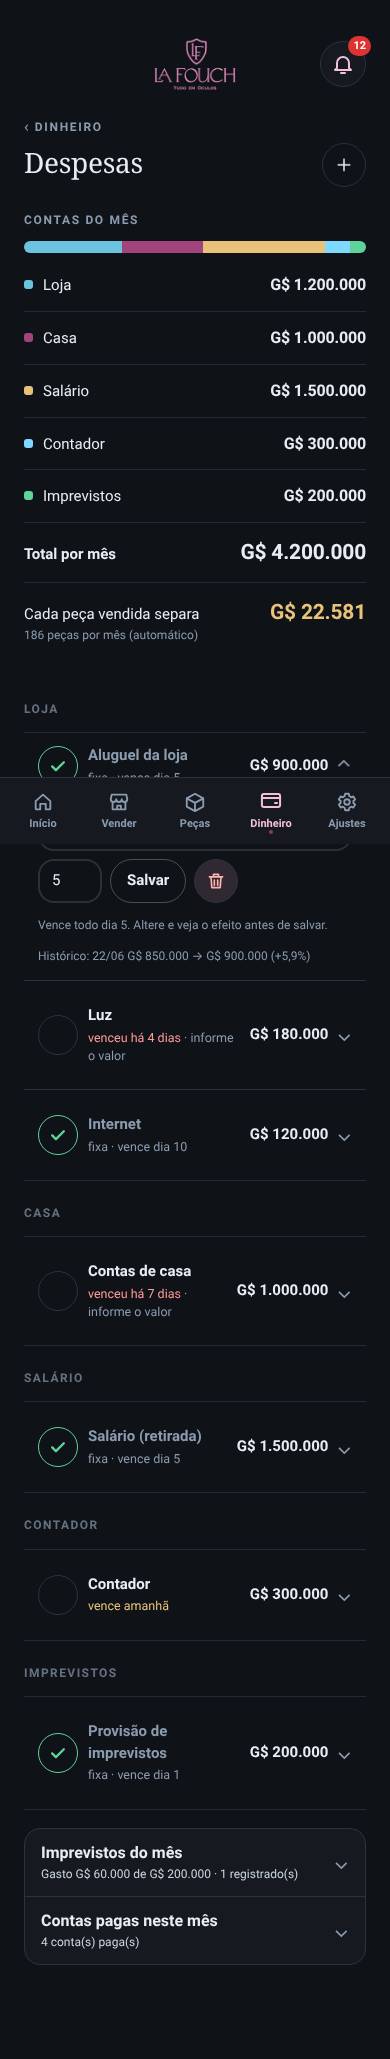 LF
LA FOUCH
TUDO EM ÓCULOS
12
‹ DINHEIRO
Despesas
+
CONTAS DO MÊS
Loja G$ 1.200.000
Casa G$ 1.000.000
Salário G$ 1.500.000
Contador G$ 300.000
Imprevistos G$ 200.000
Total por mês G$ 4.200.000
Cada peça vendida separa G$ 22.581
186 peças por mês (automático)
LOJA
Aluguel da loja G$ 900.000
fixa · vence dia 5
Início Vender Peças Dinheiro Ajustes
5 Salvar
Vence todo dia 5. Altere e veja o efeito antes de salvar.
Histórico: 22/06 G$ 850.000 → G$ 900.000 (+5,9%)
Luz G$ 180.000
venceu há 4 dias · informe
o valor
Internet G$ 120.000
fixa · vence dia 10
CASA
Contas de casa G$ 1.000.000
venceu há 7 dias ·
informe o valor
SALÁRIO
Salário (retirada) G$ 1.500.000
fixa · vence dia 5
CONTADOR
Contador G$ 300.000
vence amanhã
IMPREVISTOS
Provisão de
imprevistos G$ 200.000
fixa · vence dia 1
Imprevistos do mês
Gasto G$ 60.000 de G$ 200.000 · 1 registrado(s)
Contas pagas neste mês
4 conta(s) paga(s)